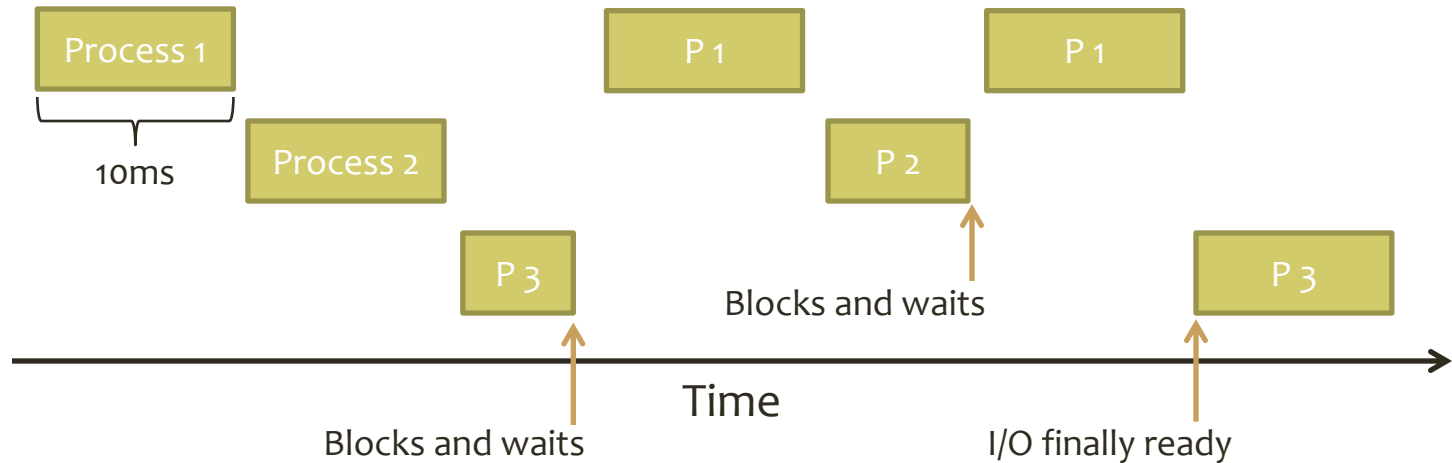 Process 1
P 1
P 1
10ms
Process 2
P 2
P 3
Blocks and waits
P 3
Time
Blocks and waits
I/O finally ready